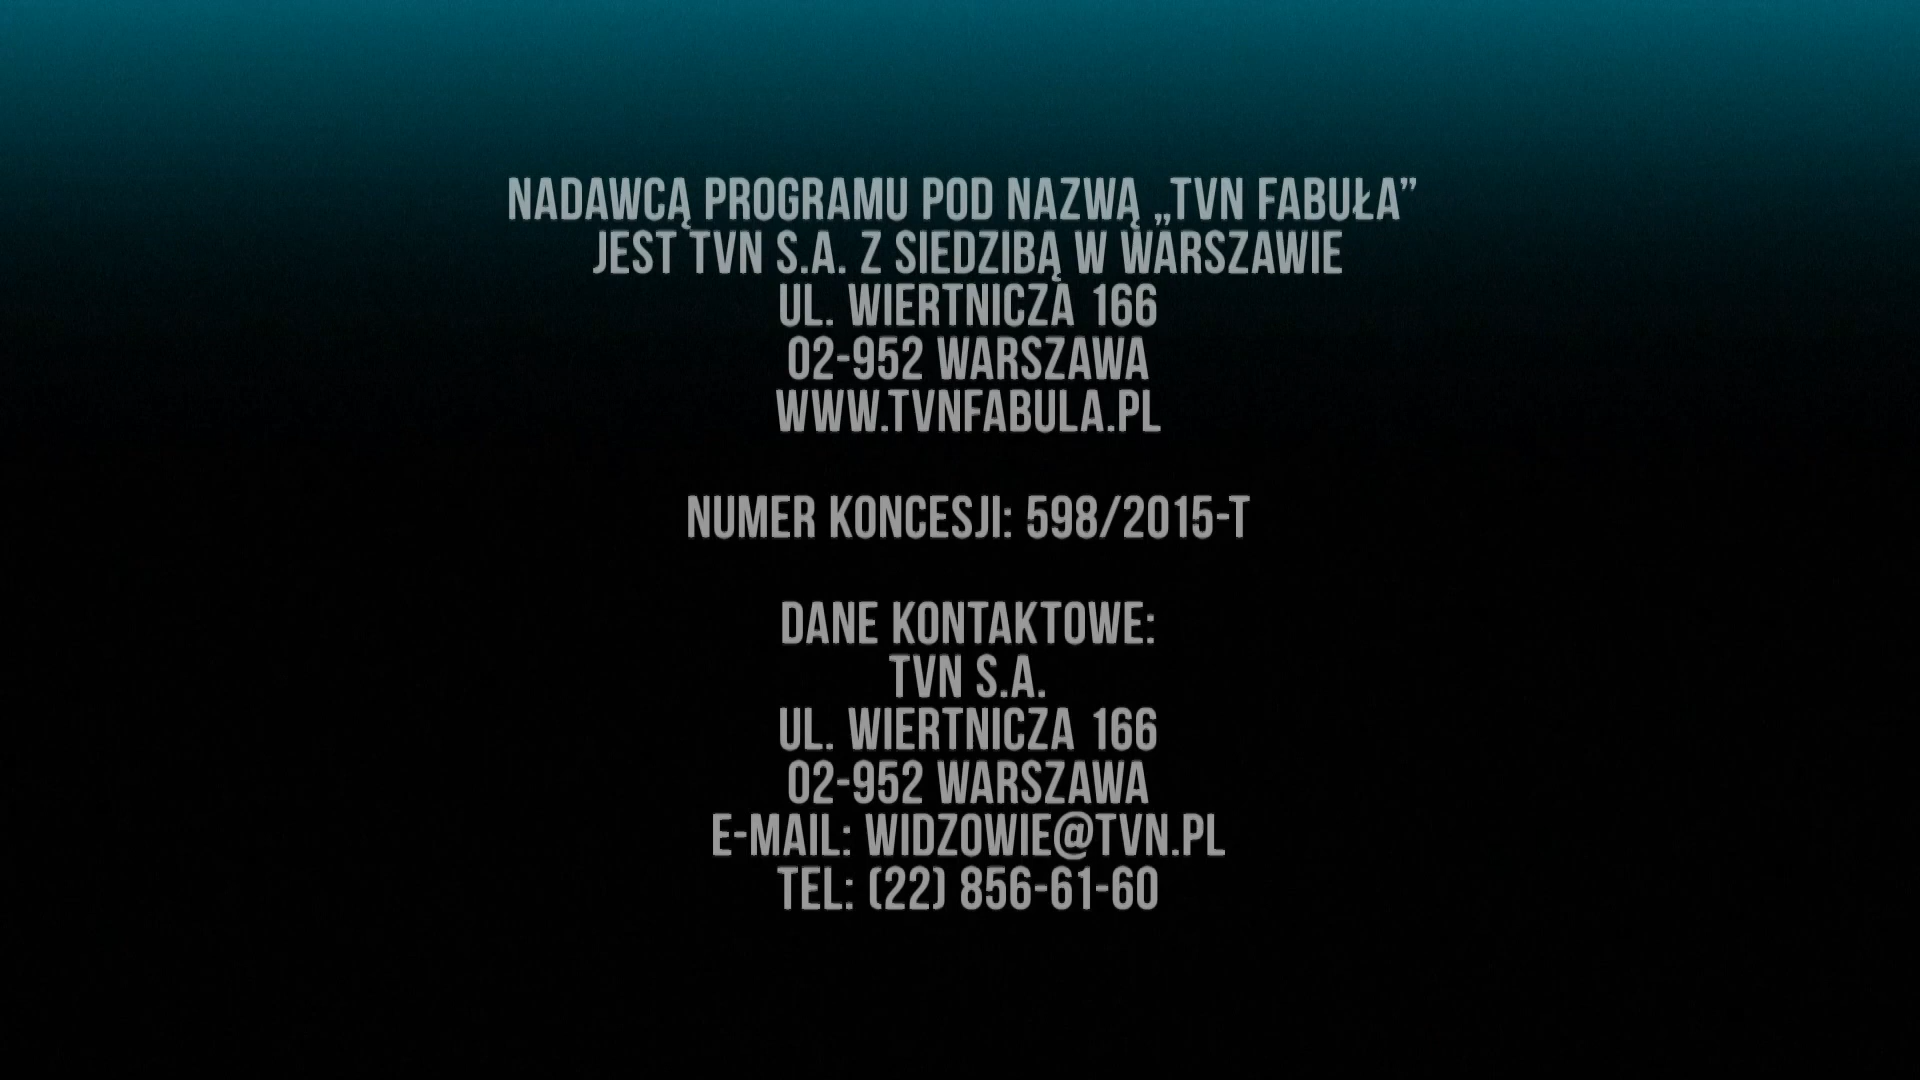 NADAWCĄ PROGRAMU POD NAZWĄ „TVN FABUŁA”
JEST TVN S.A. Z SIEDZIBĄ W WARSZAWIE
UL. WIERTNICZA 166
02-952 WARSZAWA
WWW.TVNFABULA.PL
NUMER KONCESJI: 598/2015-T
DANE KONTAKTOWE:
TVN S.A.
UL. WIERTNICZA 166
02-952 WARSZAWA
E-MAIL: WIDZOWIE@TVN.PL
TEL: (22) 856-61-60